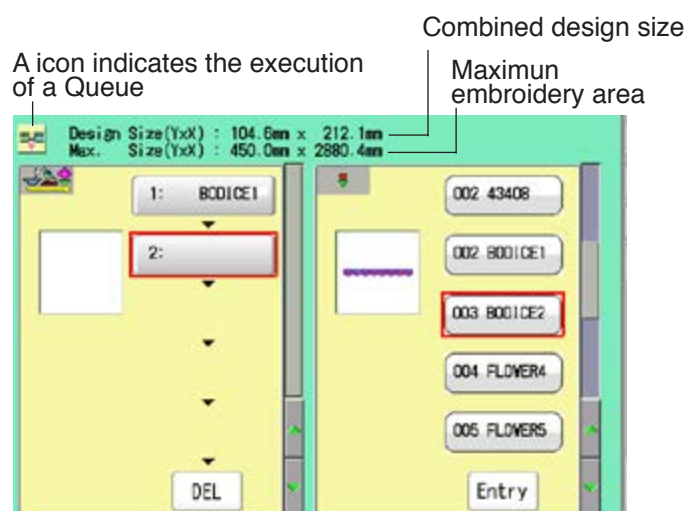 Combined design size
A icon indicates the execution
of a Queue
Maximun
embroidery area
Design Size(YxX) : 104.6mm x 212.1mm
Max. Size(YxX) : 450.0mm x 2880.4mm
1: BODICE1
2:
DEL
002 43408
002 BODICE1
003 BODICE2
004 FLOWER4
005 FLOWER5
Entry